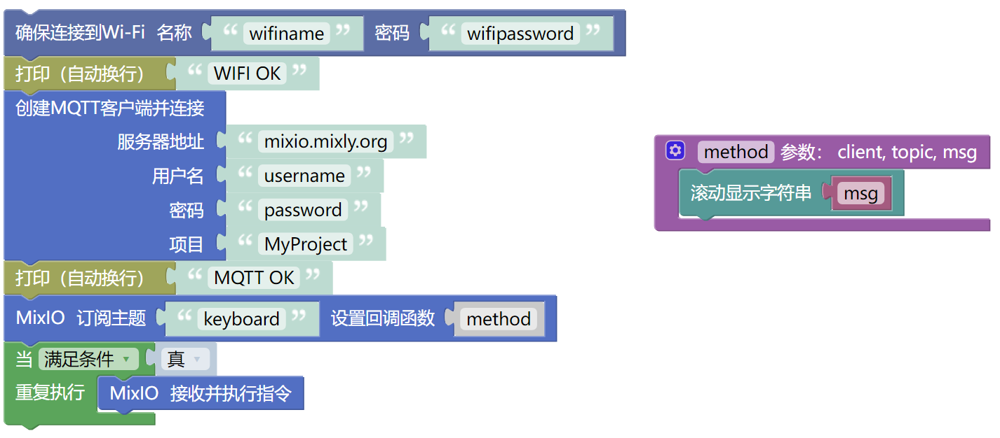 确保连接到Wi-Fi 名称 “ wifiname ” 密码 “ wifipassword ”
打印（自动换行） “ WIFI OK ”
创建MQTT客户端并连接
服务器地址 “ mixio.mixly.org ”
用户名 “ username ”
密码 “ password ”
项目 “ MyProject ”
打印（自动换行） “ MQTT OK ”
MixIO 订阅主题 “ keyboard ” 设置回调函数 method
当 满足条件 真
重复执行 MixIO 接收并执行指令
method 参数： client, topic, msg
滚动显示字符串 msg